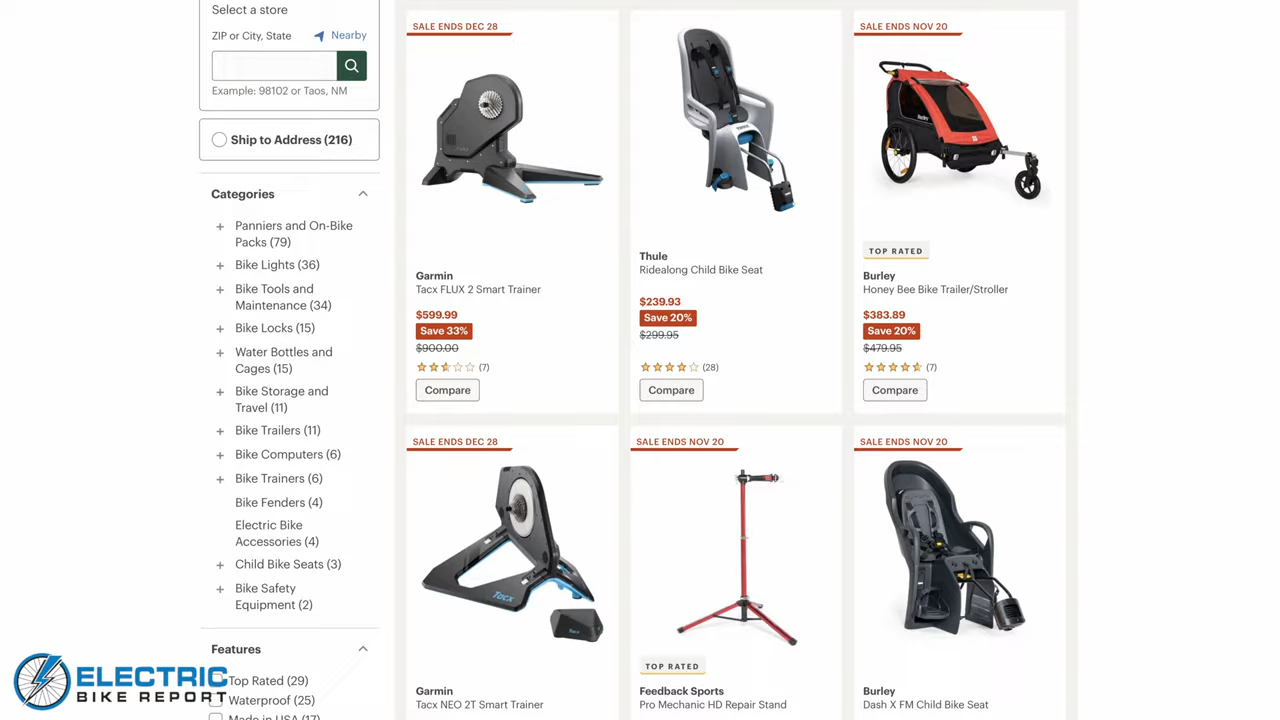 Select a store
ZIP or City, State
Nearby
Example: 98102 or Taos, NM
Ship to Address (216)
Categories
Panniers and On-Bike
Packs (79)
Bike Lights (36)
Bike Tools and
Maintenance (34)
Bike Locks (15)
Water Bottles and
Cages (15)
Bike Storage and
Travel (11)
Bike Trailers (11)
Bike Computers (6)
Bike Trainers (6)
Bike Fenders (4)
Electric Bike
Accessories (4)
Child Bike Seats (3)
Bike Safety
Equipment (2)
Features
Top Rated (29)
Waterproof (25)
Made in USA (17)
ELECTRIC
BIKE REPORT
SALE ENDS DEC 28
Garmin
Tacx FLUX 2 Smart Trainer
$599.99
Save 33%
$900.00
(7)
Compare
Thule
Ridealong Child Bike Seat
$239.93
Save 20%
$299.95
(28)
Compare
SALE ENDS NOV 20
Burley
TOP RATED
Burley
Honey Bee Bike Trailer/Stroller
$383.89
Save 20%
$479.95
(7)
Compare
SALE ENDS DEC 28
Tacx
Tacx
Garmin
Tacx NEO 2T Smart Trainer
SALE ENDS NOV 20
TOP RATED
Feedback Sports
Pro Mechanic HD Repair Stand
SALE ENDS NOV 20
Burley
Dash X FM Child Bike Seat